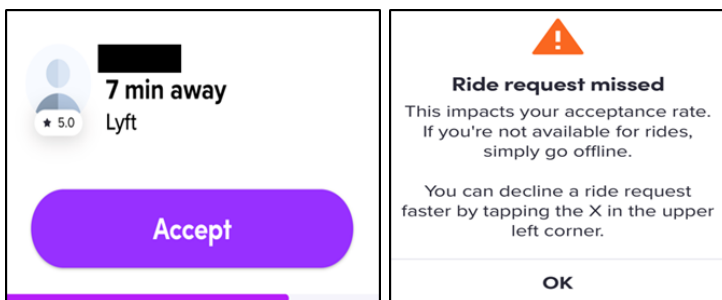 7 min away
★ 5.0
Lyft
Accept
Ride request missed
This impacts your acceptance rate.
If you're not available for rides,
simply go offline.
You can decline a ride request
faster by tapping the X in the upper
left corner.
OK